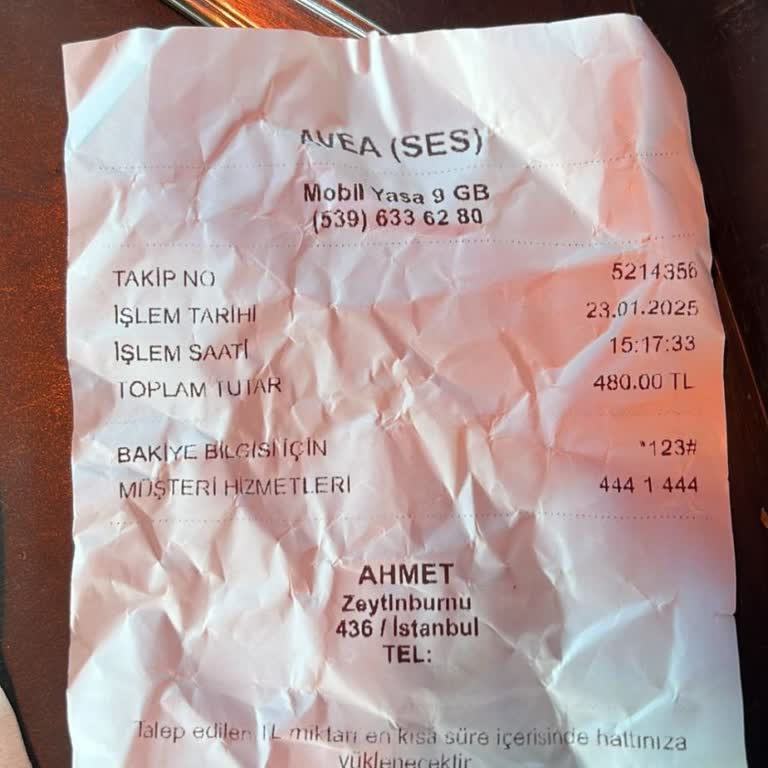 AVEA (SES)
Mobil Yasa 9 GB
(539) 633 62 80
TAKİP NO 5214356
İŞLEM TARİHİ 23.01.2025
İŞLEM SAATİ 15:17:33
TOPLAM TUTAR 480.00 TL
BAKİYE BİLGİSİ İÇİN *123#
MÜŞTERİ HİZMETLERİ 444 1 444
AHMET
Zeytinburnu
436 / İstanbul
TEL:
Talep edilen TL miktarı en kısa süre içerisinde hattınıza
yüklenecektir